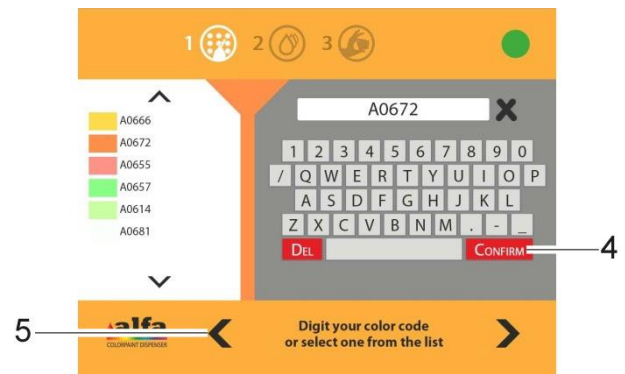 1 2 3
A0666
A0672
A0655
A0657
A0614
A0681
A0672
1 2 3 4 5 6 7 8 9 0
/ Q W E R T Y U I O P
A S D F G H J K L
Z X C V B N M . - _
DEL CONFIRM
4
5
alfa
COLORPAINT DISPENSER
Digit your color code
or select one from the list